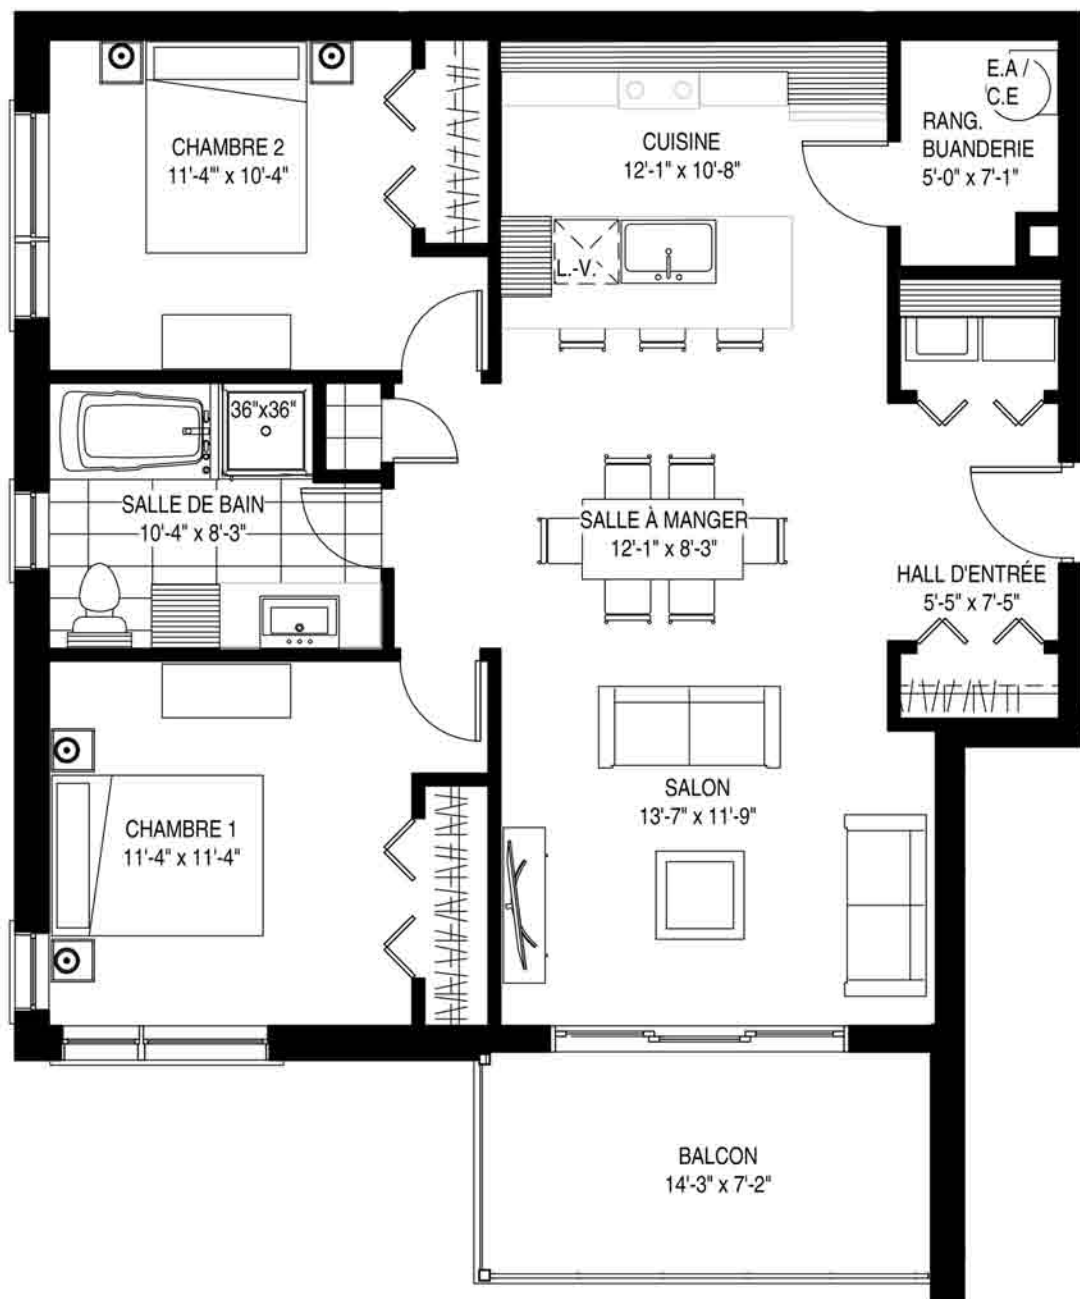 CHAMBRE 2
11'-4"' x 10'-4"
CUISINE
12'-1" x 10'-8"
E.A /
C.E
RANG.
BUANDERIE
5'-0" x 7'-1"
L.-V.
36"x36"
SALLE DE BAIN
10'-4" x 8'-3"
SALLE À MANGER
12'-1" x 8'-3"
HALL D'ENTRÉE
5'-5" x 7'-5"
CHAMBRE 1
11'-4" x 11'-4"
SALON
13'-7" x 11'-9"
BALCON
14'-3" x 7'-2"